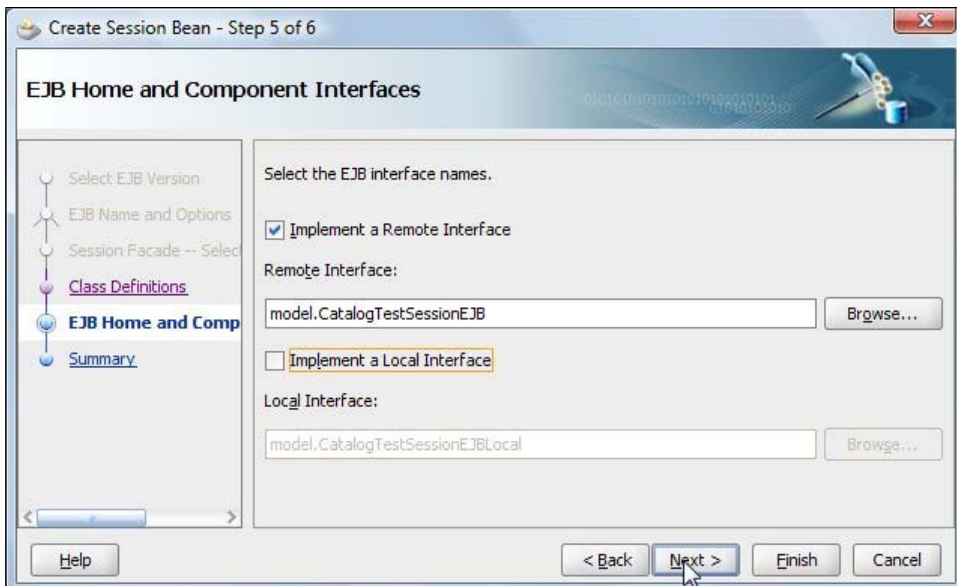 Create Session Bean - Step 5 of 6
EJB Home and Component Interfaces
Select EJB Version
EJB Name and Options
Session Facade -- Select
Class Definitions
EJB Home and Comp
Summary
Select the EJB interface names.
Implement a Remote Interface
Remote Interface:
model.CatalogTestSessionEJB
Browse...
Implement a Local Interface
Local Interface:
model.CatalogTestSessionEJBLocal
Browse...
Help
< Back
Next >
Finish
Cancel